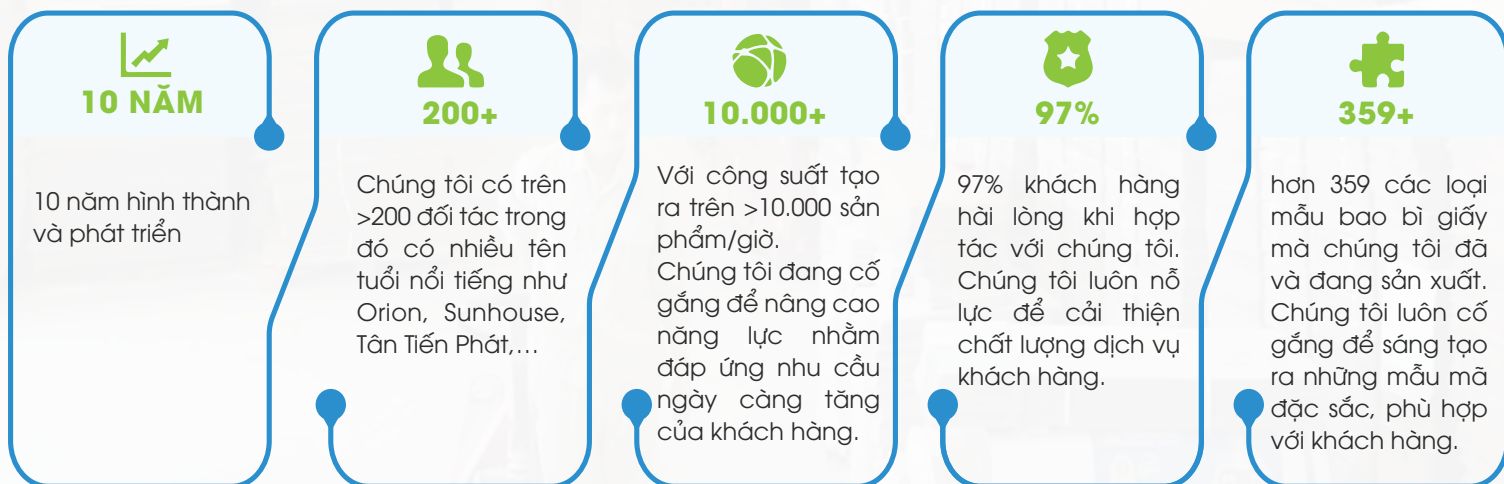 10 NĂM
10 năm hình thành
và phát triển
200+
Chúng tôi có trên
>200 đối tác trong
đó có nhiều tên
tuổi nổi tiếng như
Orion, Sunhouse,
Tân Tiến Phát,...
10.000+
Với công suất tạo
ra trên >10.000 sản
phẩm/giờ.
Chúng tôi đang cố
gắng để nâng cao
năng lực nhằm
đáp ứng nhu cầu
ngày càng tăng
của khách hàng.
97%
97% khách hàng
hài lòng khi hợp
tác với chúng tôi.
Chúng tôi luôn nỗ
lực để cải thiện
chất lượng dịch vụ
khách hàng.
359+
hơn 359 các loại
mẫu bao bì giấy
mà chúng tôi đã
và đang sản xuất.
Chúng tôi luôn cố
gắng để sáng tạo
ra những mẫu mã
đặc sắc, phù hợp
với khách hàng.